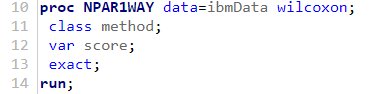 10 proc NPAR1WAY data=ibmData wilcoxon;
11 class method;
12 var score;
13 exact;
14 run;